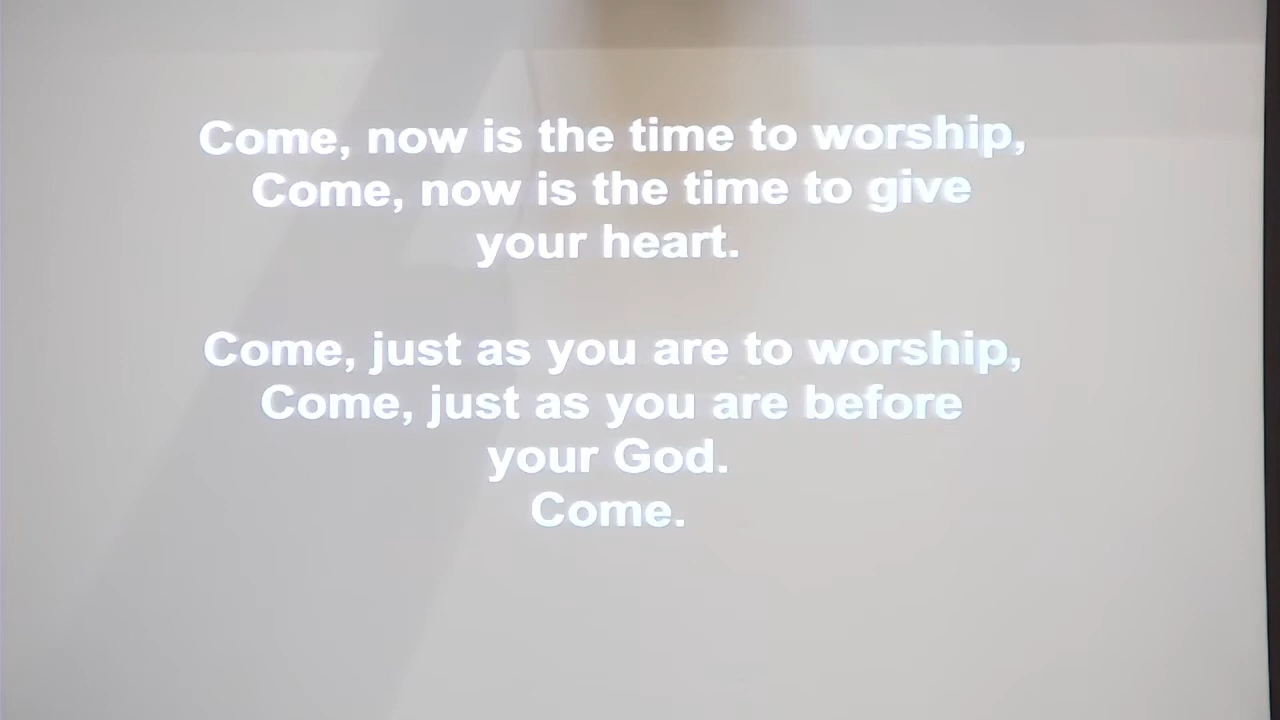 Come, now is the time to worship,
Come, now is the time to give
your heart.
Come, just as you are to worship,
Come, just as you are before
your God.
Come.